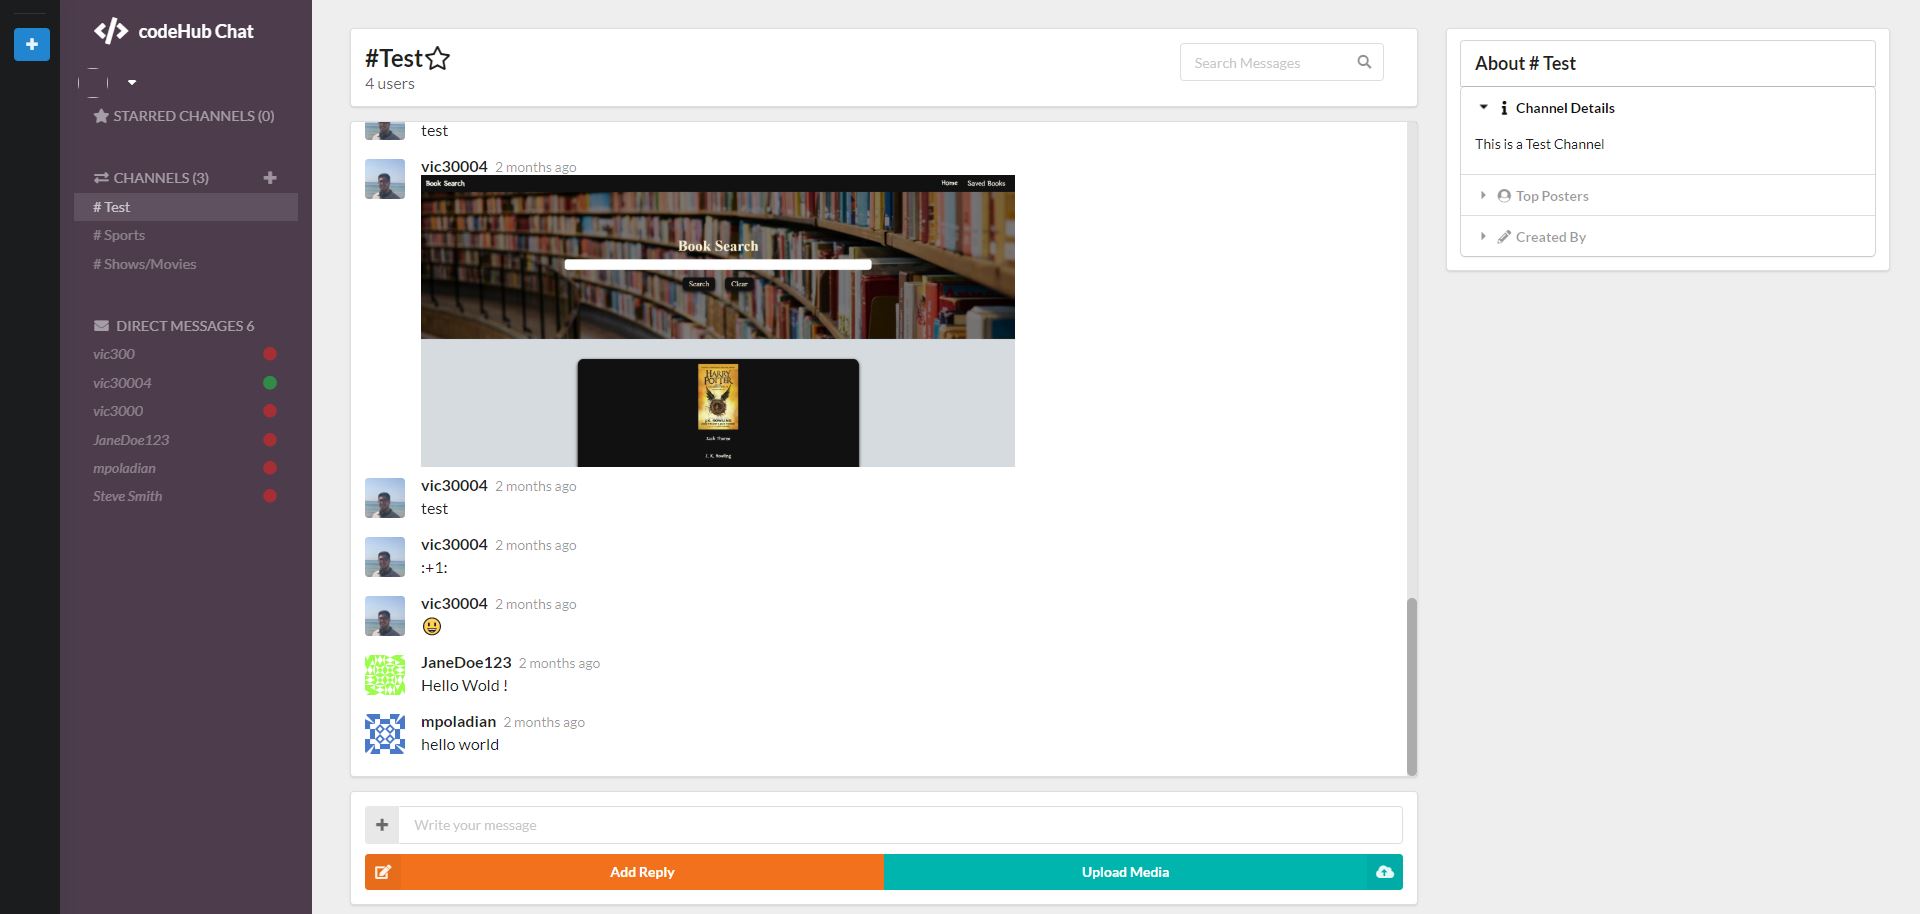 codeHub Chat
STARRED CHANNELS (0)
CHANNELS (3)
# Test
# Sports
# Shows/Movies
DIRECT MESSAGES 6
vic300
vic30004
vic3000
JaneDoe123
mpoladian
Steve Smith
#Test
4 users
Search Messages
test
vic30004 2 months ago
Book Search Home Saved Books
Book Search
Search Clear
HARRY POTTER
J.K. ROWLING
Jack Thorne
J. K. Rowling
vic30004 2 months ago
test
vic30004 2 months ago
:+1:
vic30004 2 months ago
JaneDoe123 2 months ago
Hello Wold !
mpoladian 2 months ago
hello world
Write your message
Add Reply Upload Media
About # Test
Channel Details
This is a Test Channel
Top Posters
Created By